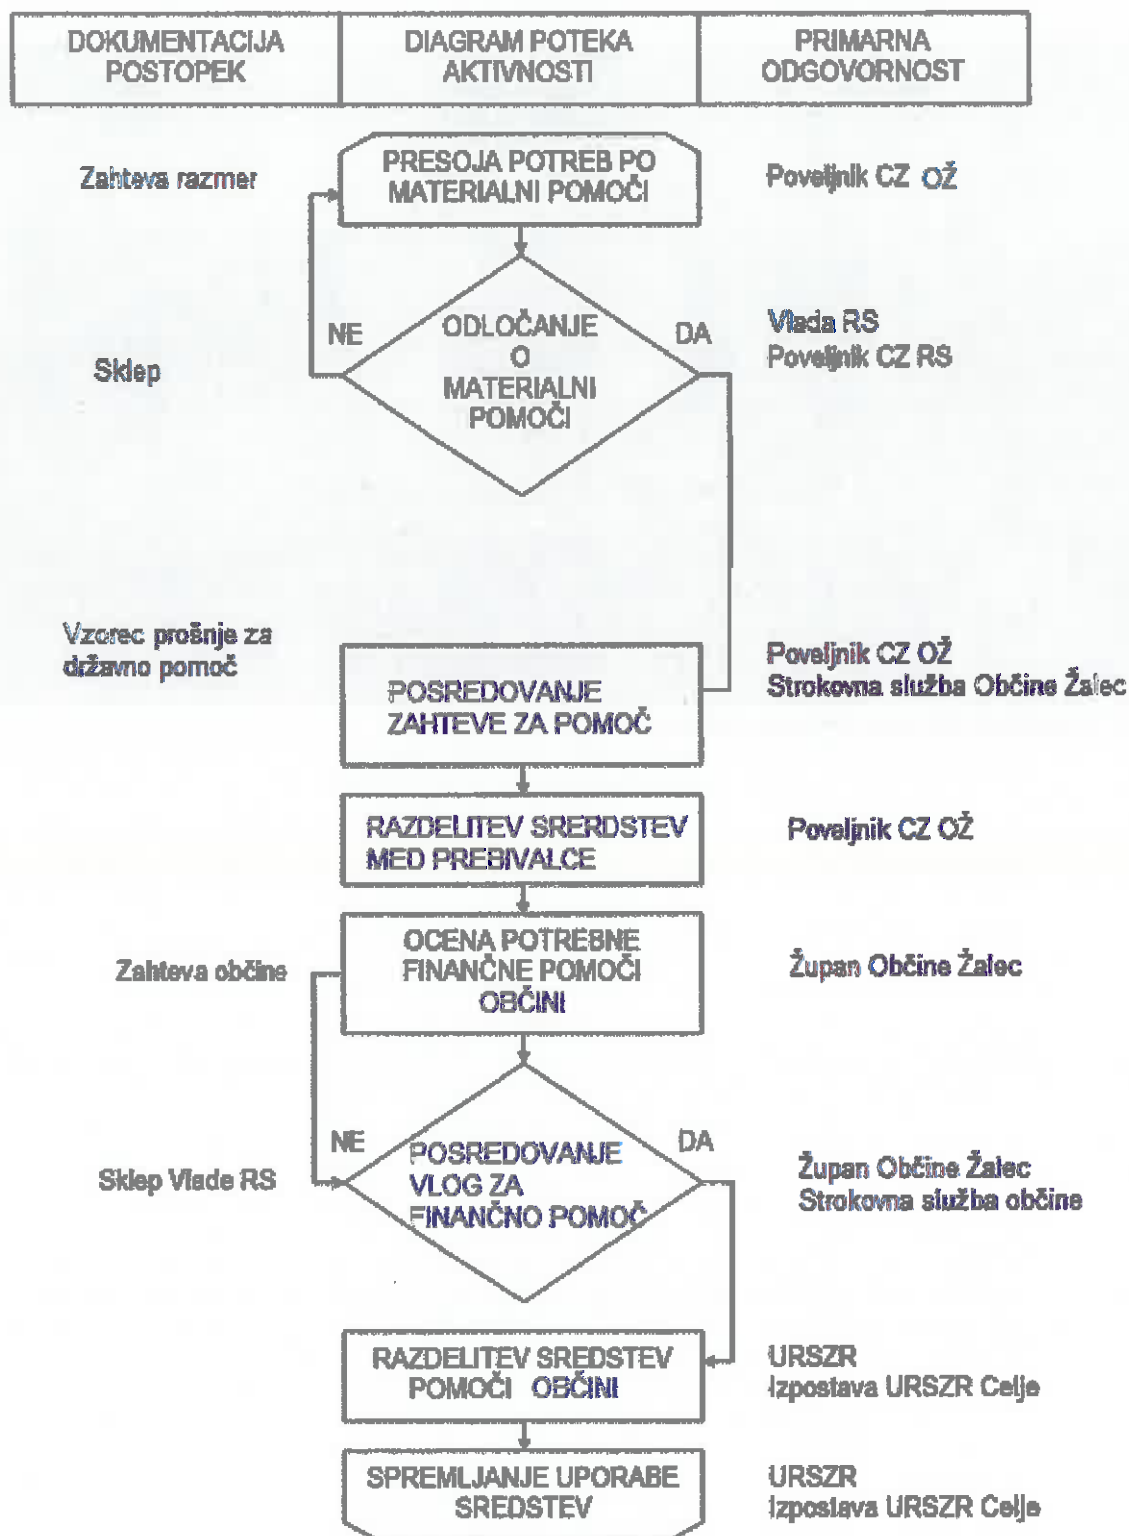 DOKUMENTACIJA
POSTOPEK
DIAGRAM POTEKA
AKTIVNOSTI
PRIMARNA
ODGOVORNOST
Zahteva razmer
PRESOJA POTREB PO
MATERIALNI POMOČI
Poveljnik CZ OŽ
NE
ODLOČANJE
O
MATERIALNI
POMOČI
DA
Sklep
Vlada RS
Poveljnik CZ RS
Vzorec prošnje za
državno pomoč
POSREDOVANJE
ZAHTEVE ZA POMOČ
Poveljnik CZ OŽ
Strokovna služba Občine Žalec
RAZDELITEV SRERDSTEV
MED PREBIVALCE
Poveljnik CZ OŽ
Zahteva občine
OCENA POTREBNE
FINANČNE POMOČI
OBČINI
Župan Občine Žalec
NE
DA
Sklep Vlade RS
POSREDOVANJE
VLOG ZA
FINANČNO POMOČ
Župan Občine Žalec
Strokovna služba občine
RAZDELITEV SREDSTEV
POMOČI OBČINI
URSZR
Izpostava URSZR Celje
SPREMLJANJE UPORABE
SREDSTEV
URSZR
Izpostava URSZR Celje